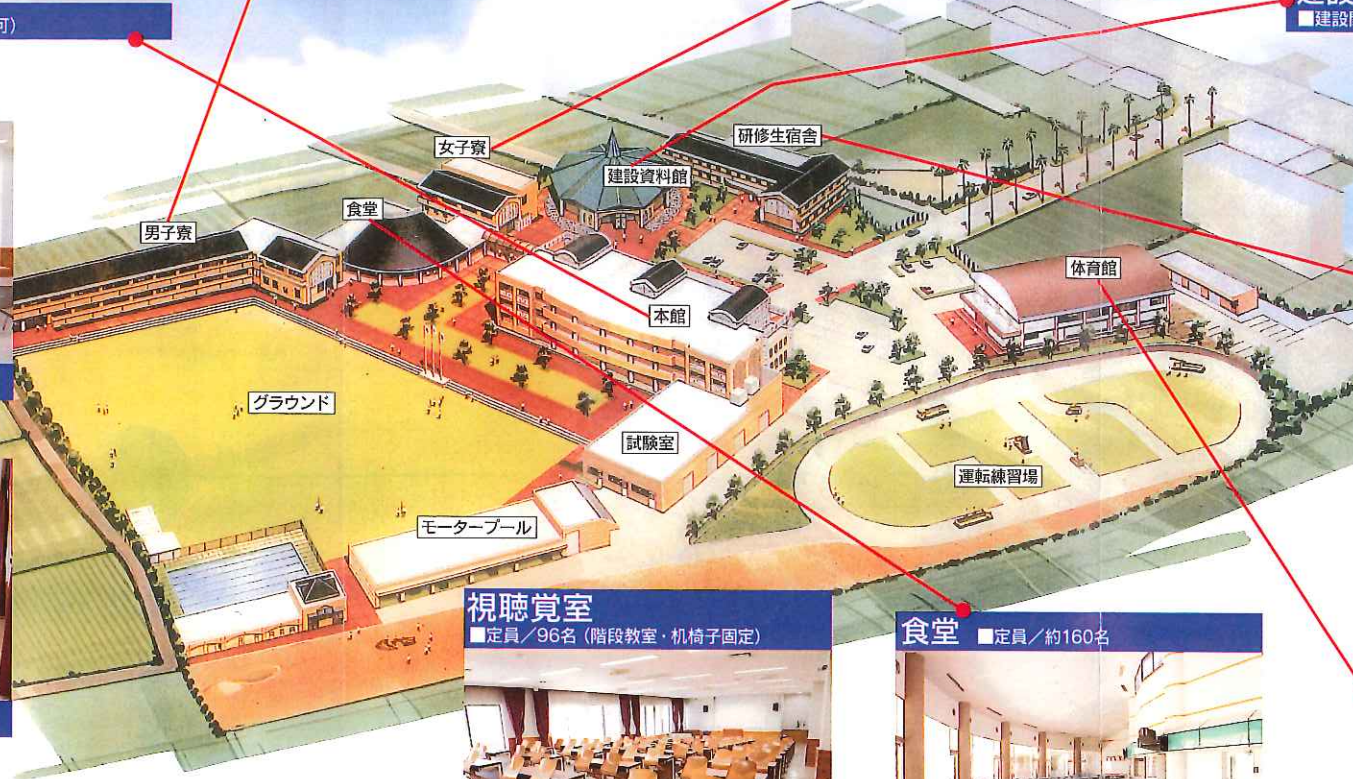 可)
建設
■建設
女子寮
研修生宿舎
建設資料館
食堂
男子寮
体育館
本館
グラウンド
試験室
運転練習場
モータープール
視聴覚室
■定員/96名 (階段教室・机椅子固定)
食堂 ■定員/約160名